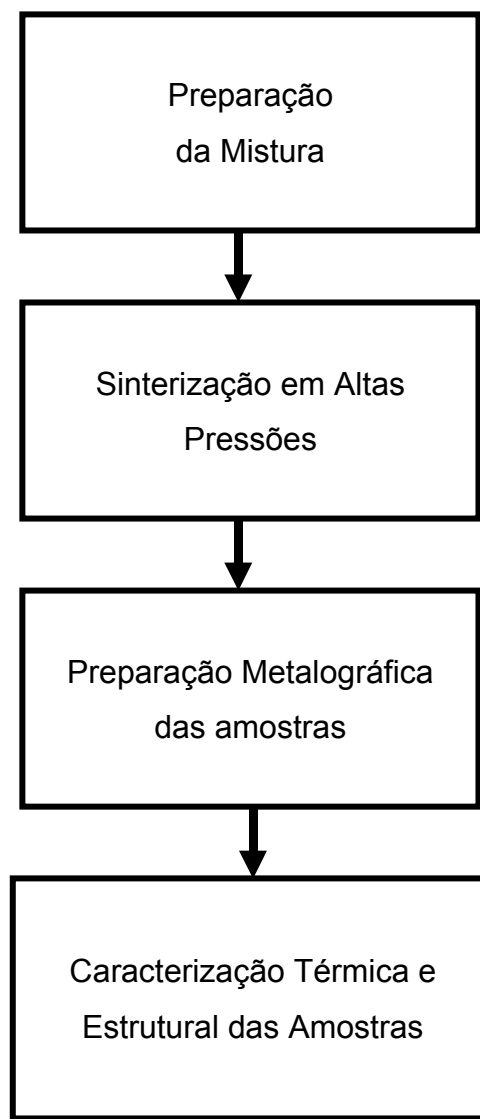 Preparação
da Mistura
Sinterização em Altas
Pressões
Preparação Metalográfica
das amostras
Caracterização Térmica e
Estrutural das Amostras